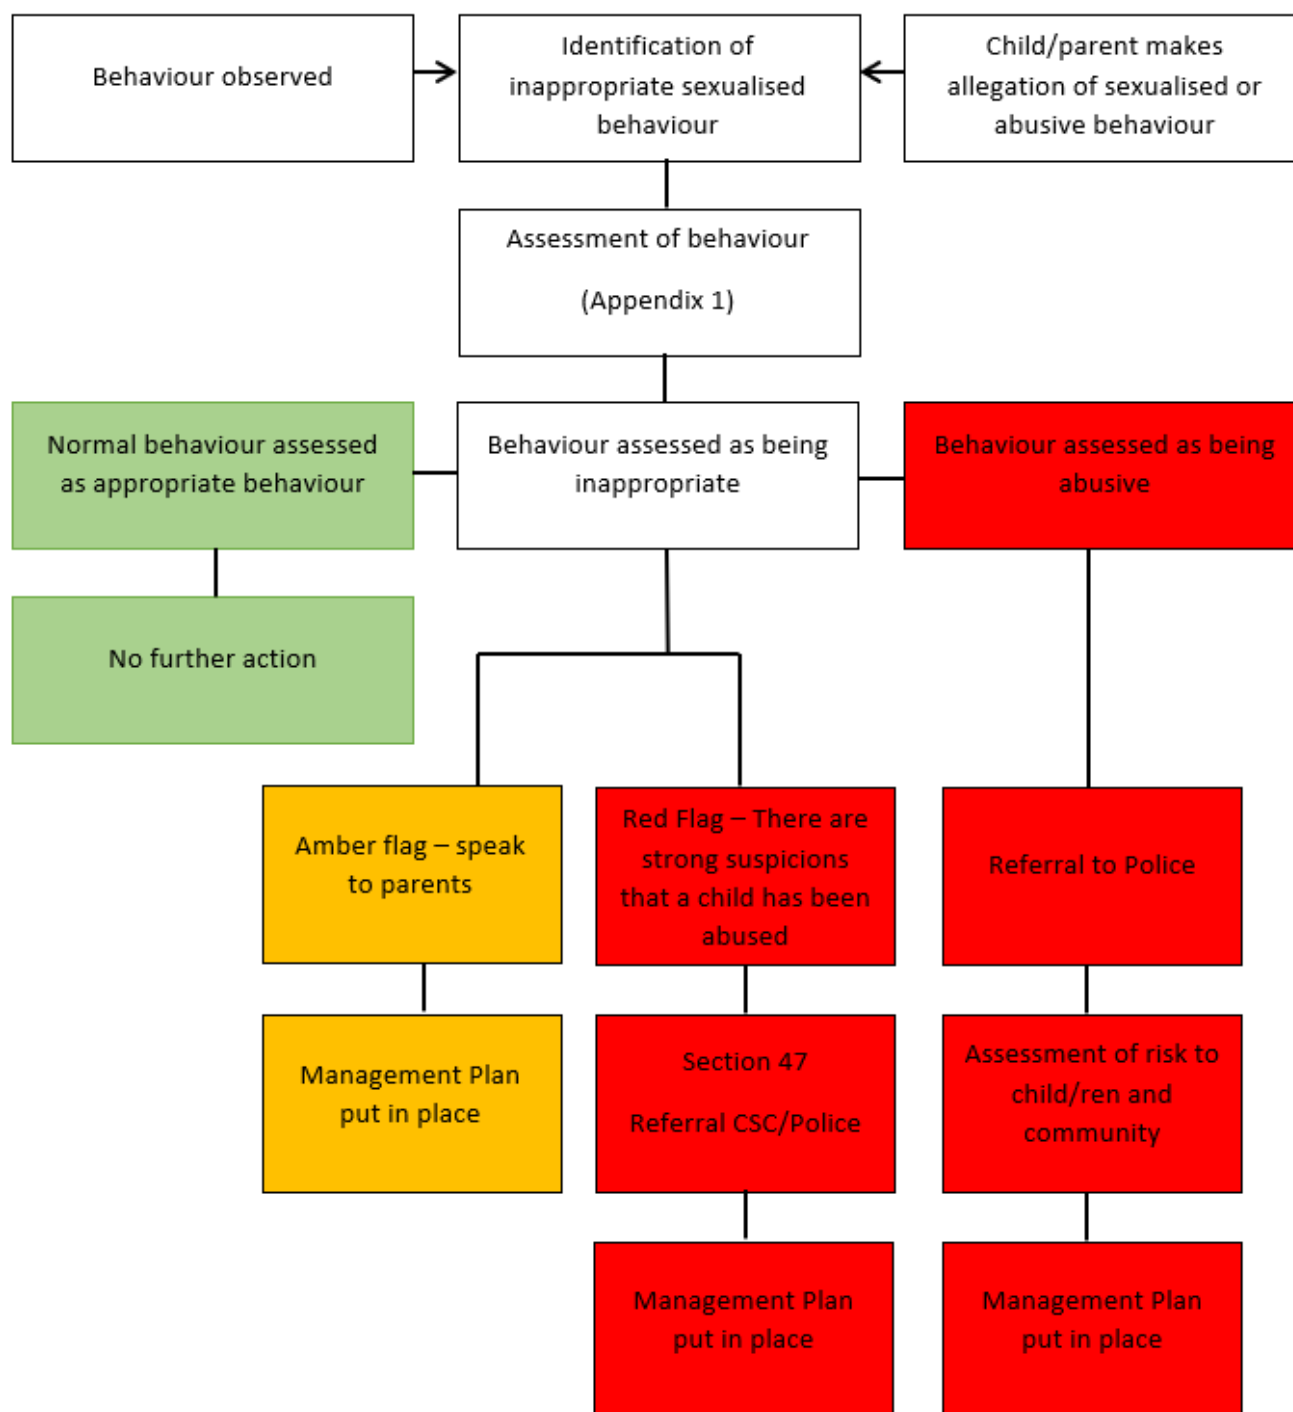 Behaviour observed
Identification of
inappropriate sexualised
behaviour
Child/parent makes
allegation of sexualised or
abusive behaviour
Assessment of behaviour
(Appendix 1)
Normal behaviour assessed
as appropriate behaviour
Behaviour assessed as being
inappropriate
Behaviour assessed as being
abusive
No further action
Amber flag – speak
to parents
Red Flag – There are
strong suspicions
that a child has been
abused
Referral to Police
Management Plan
put in place
Section 47
Referral CSC/Police
Assessment of risk to
child/ren and
community
Management Plan
put in place
Management Plan
put in place